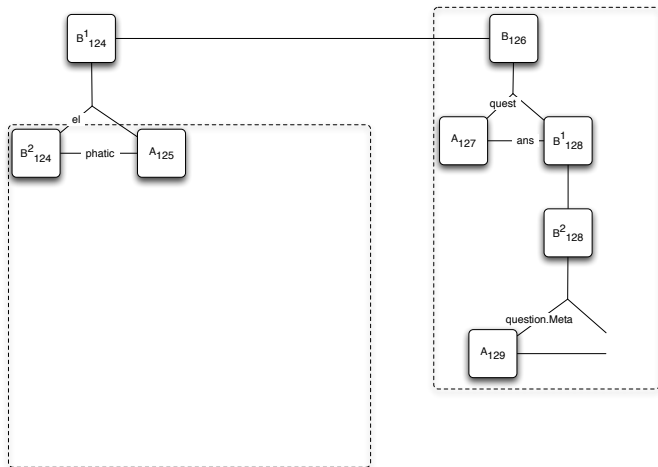 B¹₁₂₄
B₁₂₆
quest
el
A₁₂₇
ans
B¹₁₂₈
B²₁₂₄
phatic
A₁₂₅
B²₁₂₈
question.Meta
A₁₂₉